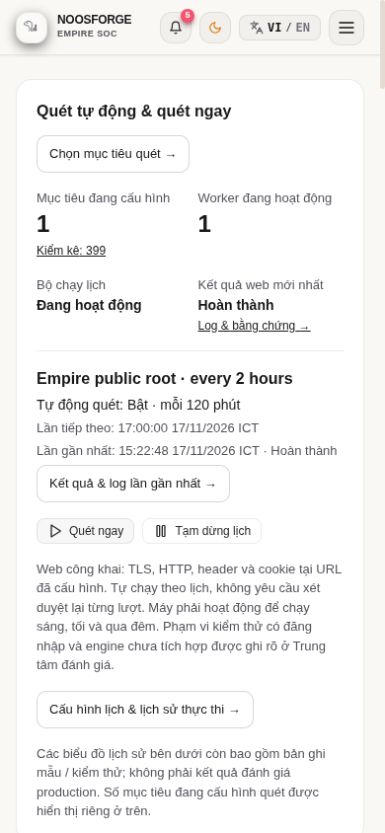 NOOSFORGE
EMPIRE SOC
5
VI / EN
Quét tự động & quét ngay
Chọn mục tiêu quét →
Mục tiêu đang cấu hình
1
Kiểm kê: 399
Worker đang hoạt động
1
Bộ chạy lịch
Đang hoạt động
Kết quả web mới nhất
Hoàn thành
Log & bằng chứng →
Empire public root · every 2 hours
Tự động quét: Bật · mỗi 120 phút
Lần tiếp theo: 17:00:00 17/11/2026 ICT
Lần gần nhất: 15:22:48 17/11/2026 ICT · Hoàn thành
Kết quả & log lần gần nhất →
Quét ngay
Tạm dừng lịch
Web công khai: TLS, HTTP, header và cookie tại URL
đã cấu hình. Tự chạy theo lịch, không yêu cầu xét
duyệt lại từng lượt. Máy phải hoạt động để chạy
sáng, tối và qua đêm. Phạm vi kiểm thử có đăng
nhập và engine chưa tích hợp được ghi rõ ở Trung
tâm đánh giá.
Cấu hình lịch & lịch sử thực thi →
Các biểu đồ lịch sử bên dưới còn bao gồm bản ghi
mẫu / kiểm thử; không phải kết quả đánh giá
production. Số mục tiêu đang cấu hình quét được
hiển thị riêng ở trên.